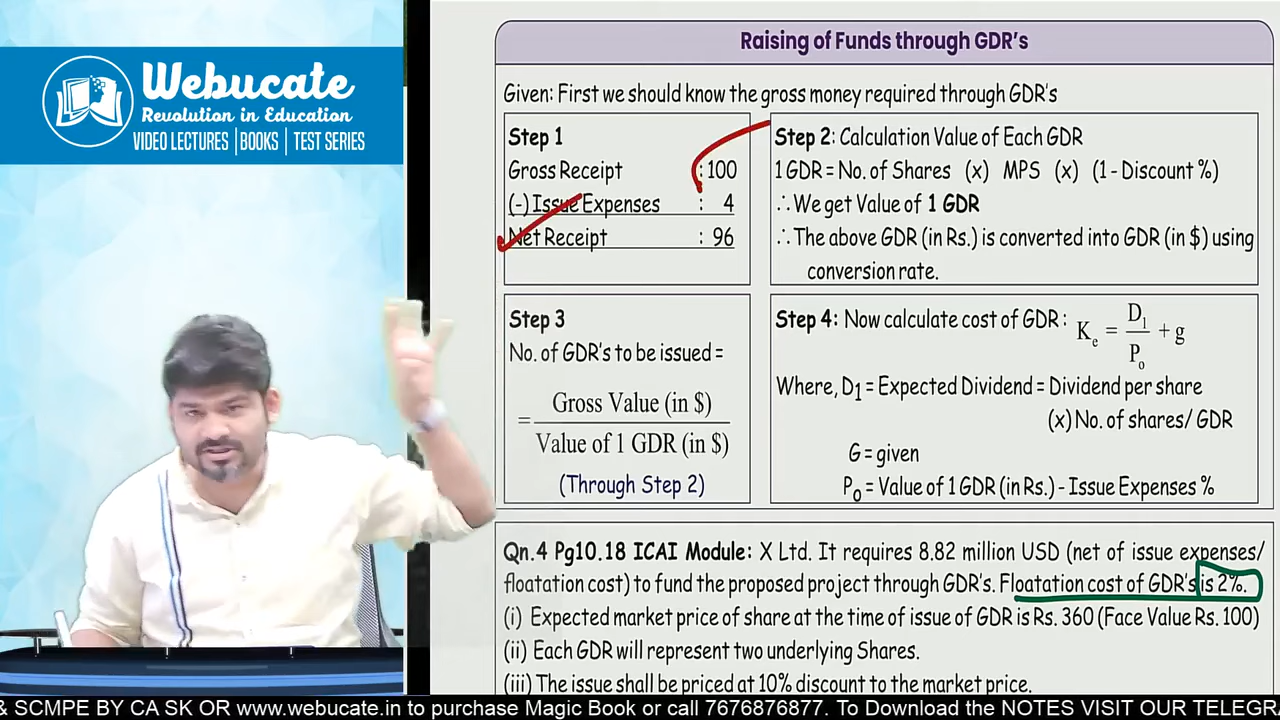 Webucate
Revolution in Education
VIDEO LECTURES | BOOKS | TEST SERIES
Raising of Funds through GDR's
Given: First we should know the gross money required through GDR's
Step 1
Gross Receipt : 100
(-) Issue Expenses : 4
Net Receipt : 96
Step 2: Calculation Value of Each GDR
1 GDR = No. of Shares (x) MPS (x) (1 - Discount %)
∴ We get Value of 1 GDR
∴ The above GDR (in Rs.) is converted into GDR (in $) using
conversion rate.
Step 3
No. of GDR's to be issued =
= Gross Value (in $)
Value of 1 GDR (in $)
(Through Step 2)
Step 4: Now calculate cost of GDR: Ke = D1/P0 + g
Where, D1 = Expected Dividend = Dividend per share
(x) No. of shares/ GDR
G = given
P0 = Value of 1 GDR (in Rs.) - Issue Expenses %
Qn.4 Pg10.18 ICAI Module: X Ltd. It requires 8.82 million USD (net of issue expenses/
floatation cost) to fund the proposed project through GDR's. Floatation cost of GDR's is 2%.
(i) Expected market price of share at the time of issue of GDR is Rs. 360 (Face Value Rs. 100)
(ii) Each GDR will represent two underlying Shares.
(iii) The issue shall be priced at 10% discount to the market price.
& SCMPE BY CA SK OR www.webucate.in to purchase Magic Book or call 7676876877. To Download the NOTES VISIT OUR TELEGRA